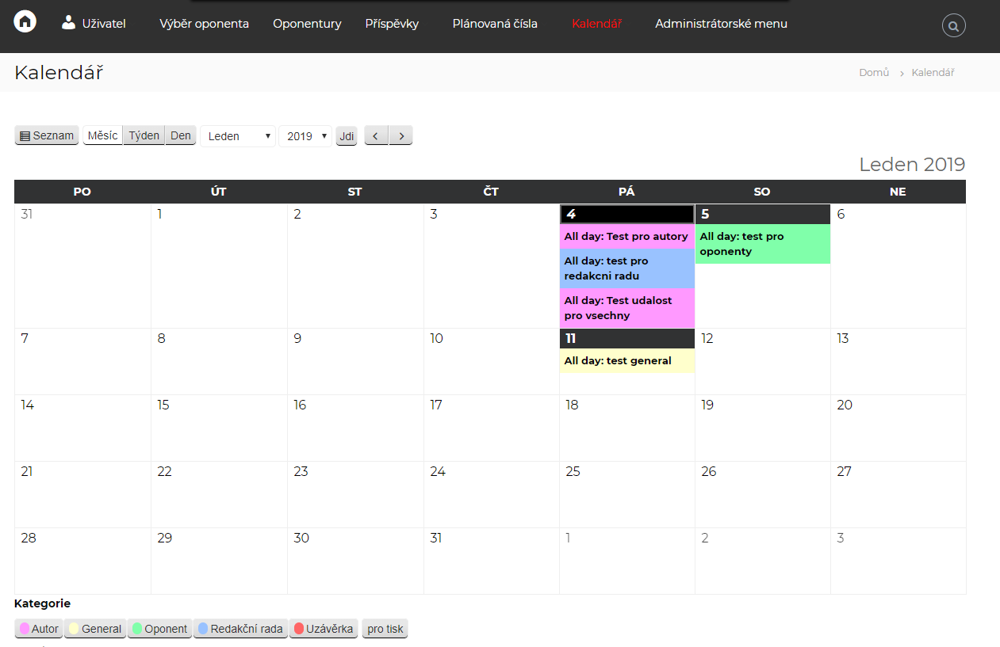 Uživatel Výběr oponenta Oponentury Příspěvky Plánovaná čísla Kalendář Administrátorské menu
Kalendář Domů › Kalendář
Seznam Měsíc Týden Den Leden 2019 Jdi < >
Leden 2019
PO ÚT ST ČT PÁ SO NE
31 1 2 3 4 5 6
All day: Test pro autory
All day: test pro
redakcni radu
All day: Test udalost
pro vsechny
All day: test pro
oponenty
7 8 9 10 11 12 13
All day: test general
14 15 16 17 18 19 20
21 22 23 24 25 26 27
28 29 30 31 1 2 3
Kategorie
Autor General Oponent Redakční rada Uzávěrka pro tisk